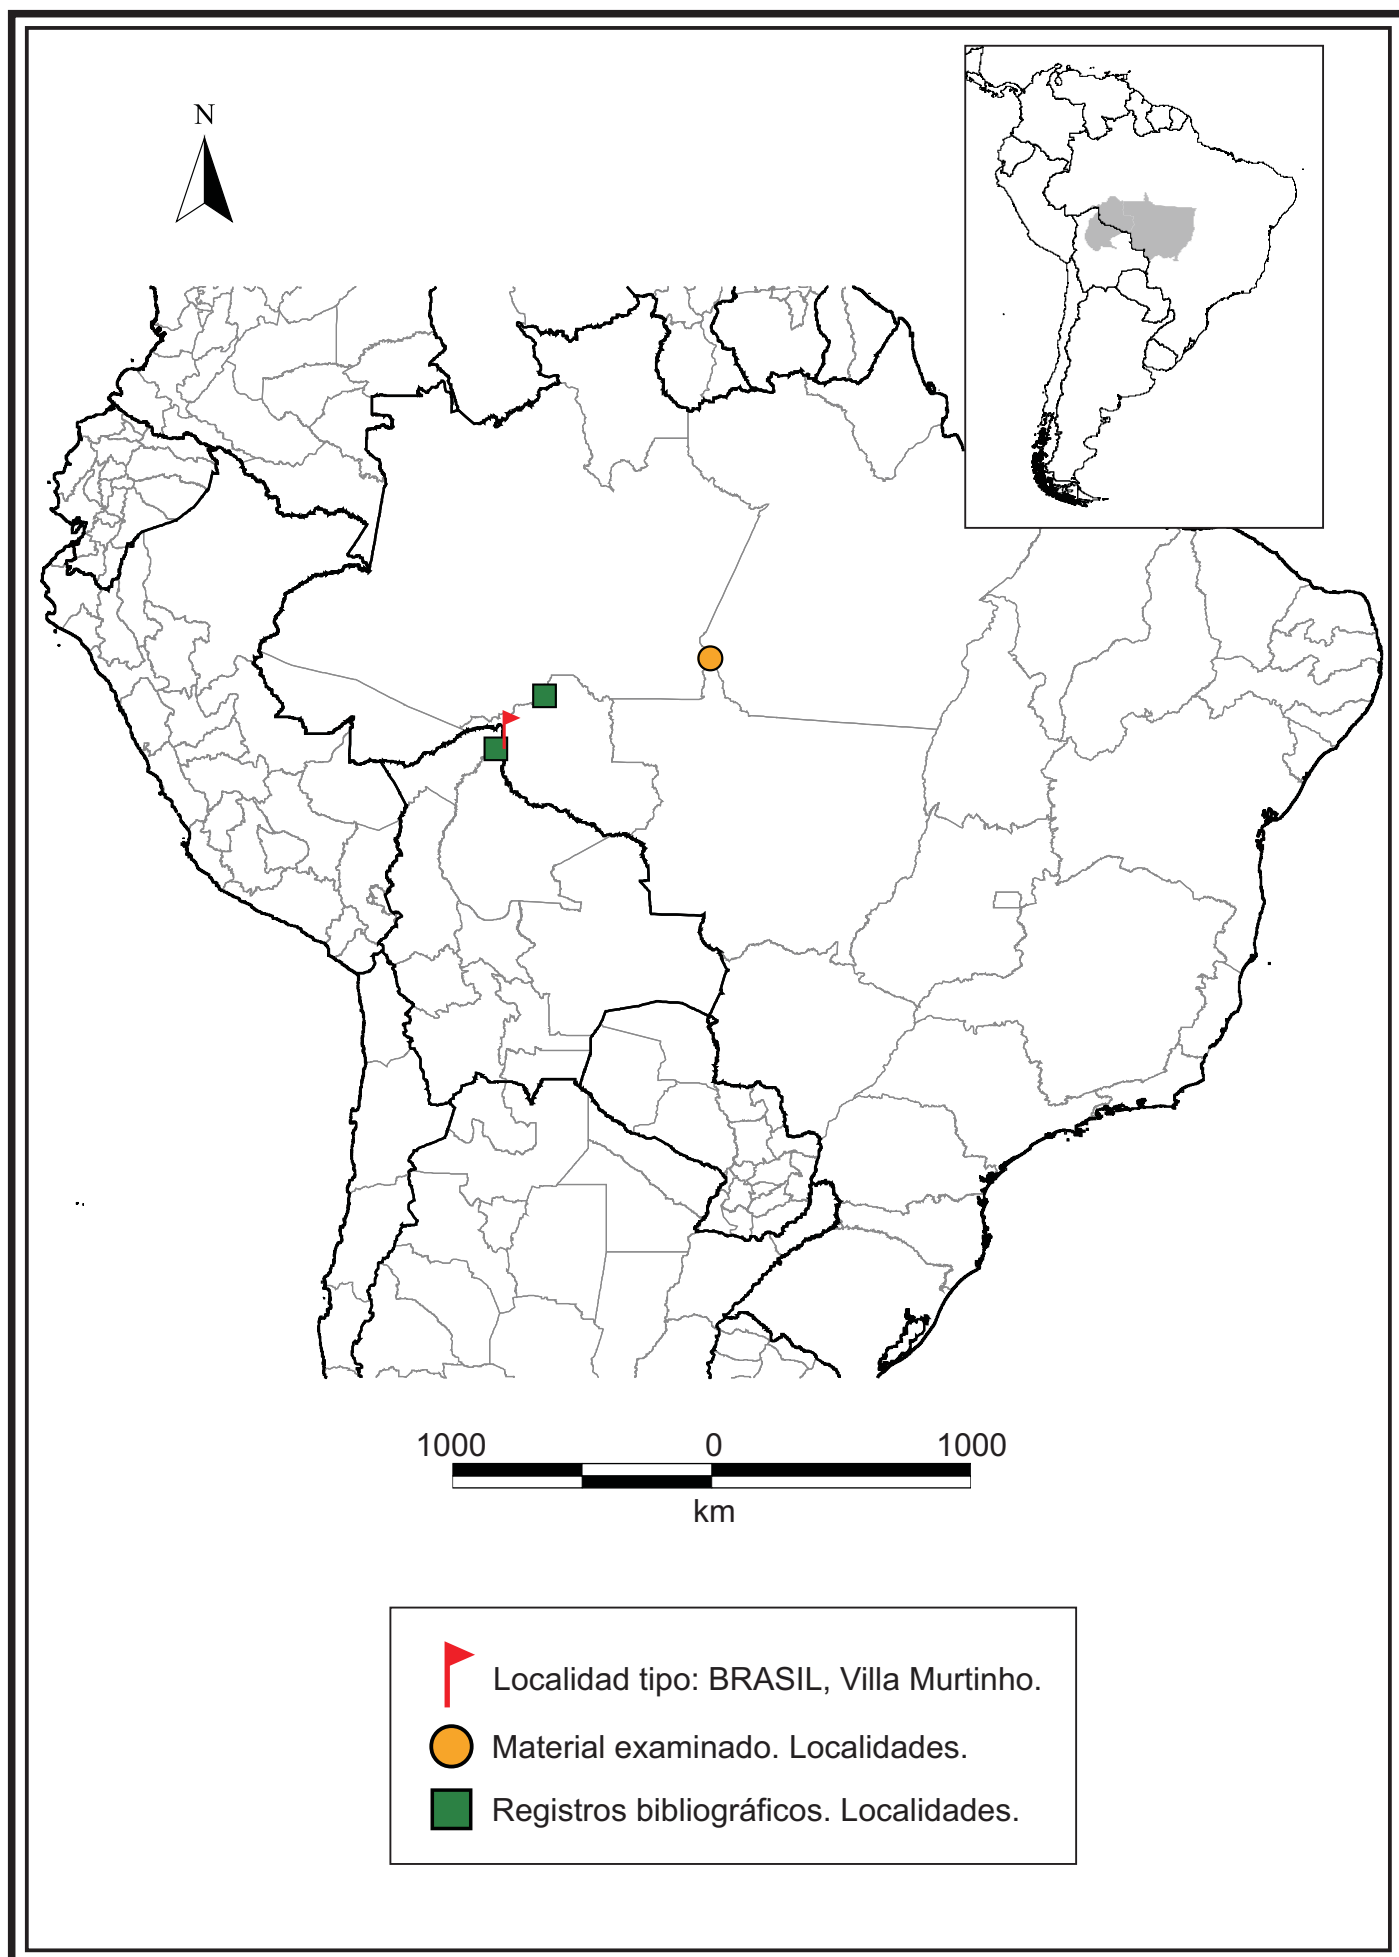 N
1000 0 1000
km
Localidad tipo: BRASIL, Villa Murtinho.
Material examinado. Localidades.
Registros bibliográficos. Localidades.